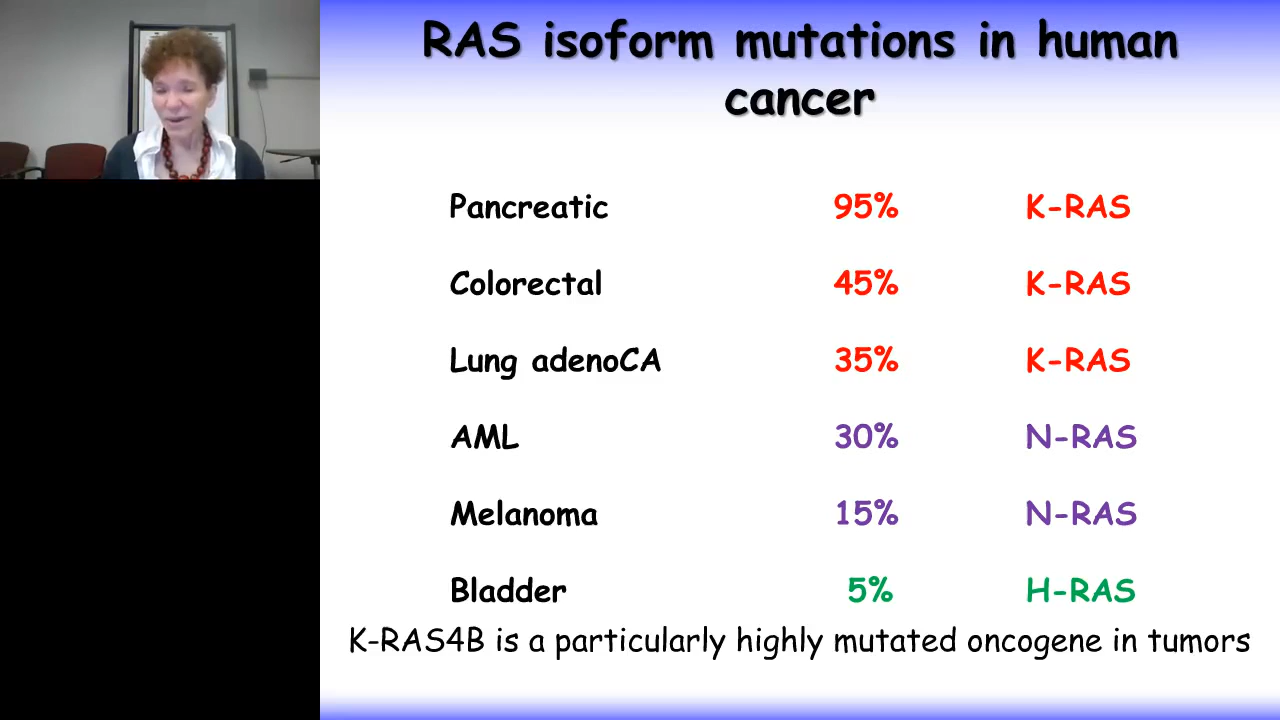 RAS isoform mutations in human
cancer
Pancreatic 95% K-RAS
Colorectal 45% K-RAS
Lung adenoCA 35% K-RAS
AML 30% N-RAS
Melanoma 15% N-RAS
Bladder 5% H-RAS
K-RAS4B is a particularly highly mutated oncogene in tumors